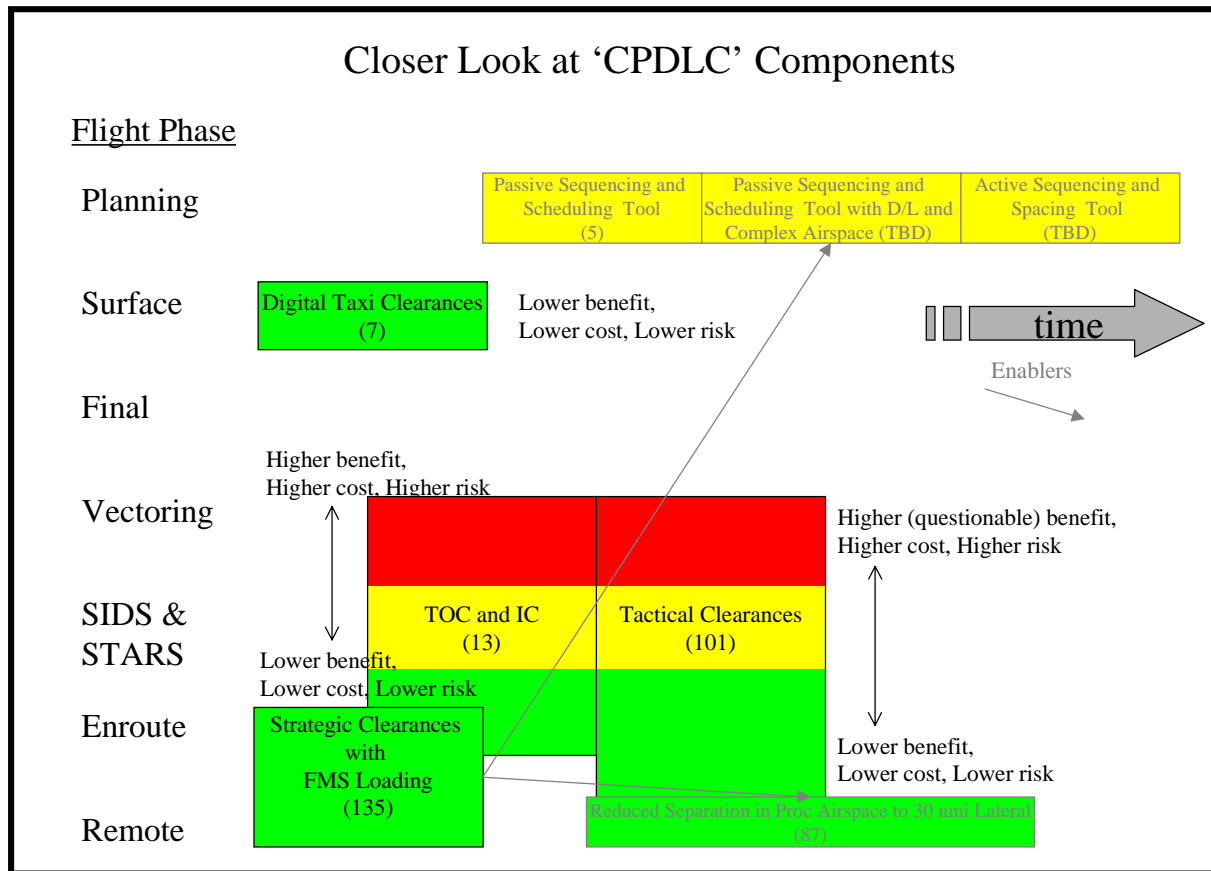 Closer Look at ‘CPDLC’ Components
Flight Phase
Planning
Passive Sequencing and
Scheduling Tool
(5)
Passive Sequencing and
Scheduling Tool with D/L and
Complex Airspace (TBD)
Active Sequencing and
Spacing Tool
(TBD)
Surface
Digital Taxi Clearances
(7)
Lower benefit,
Lower cost, Lower risk
time
Enablers
Final
Higher benefit,
Higher cost, Higher risk
Vectoring
Higher (questionable) benefit,
Higher cost, Higher risk
SIDS &
STARS
TOC and IC
(13)
Tactical Clearances
(101)
Lower benefit,
Lower cost, Lower risk
Enroute
Strategic Clearances
with
FMS Loading
(135)
Lower benefit,
Lower cost, Lower risk
Remote
Reduced Separation in Proc Airspace to 30 nmi Lateral
(87)